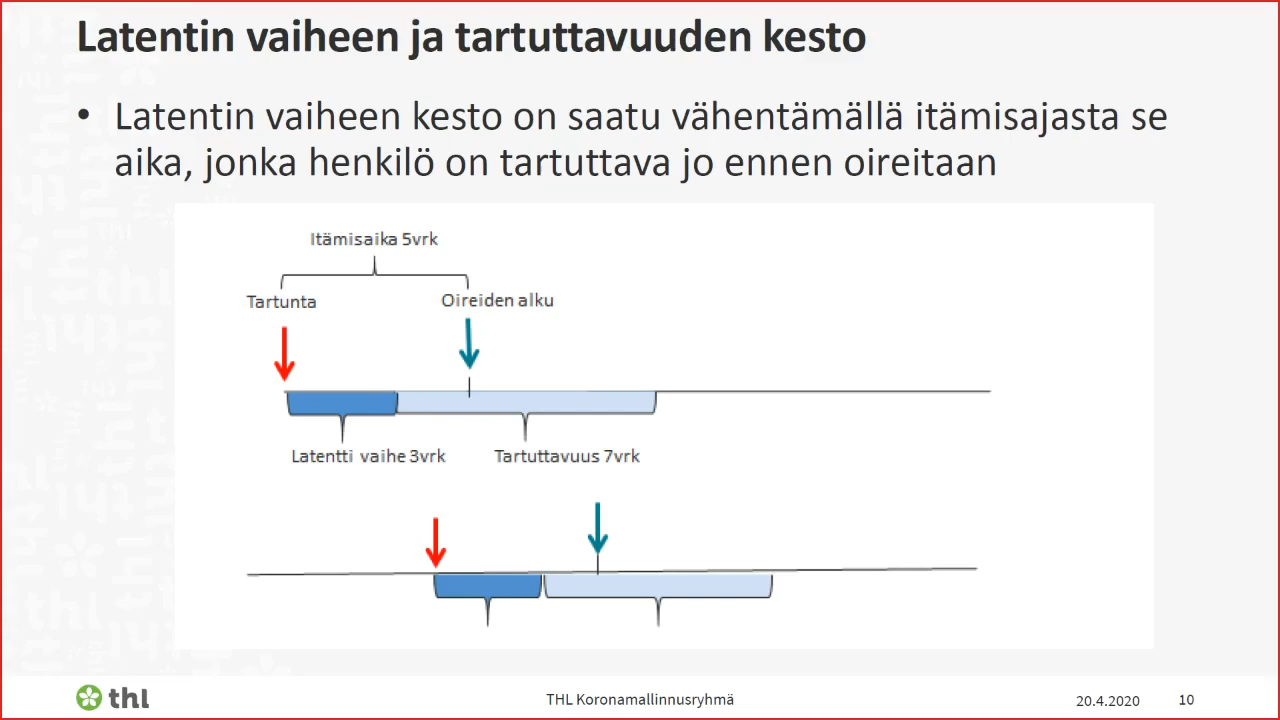 Latentin vaiheen ja tartuttavuuden kesto
• Latentin vaiheen kesto on saatu vähentämällä itämisajasta se
aika, jonka henkilö on tartuttava jo ennen oireitaan
Itämisaika 5vrk
Tartunta
Oireiden alku
Latentti vaihe 3vrk
Tartuttavuus 7vrk
thl
THL Koronamallinnusryhmä
20.4.2020
10